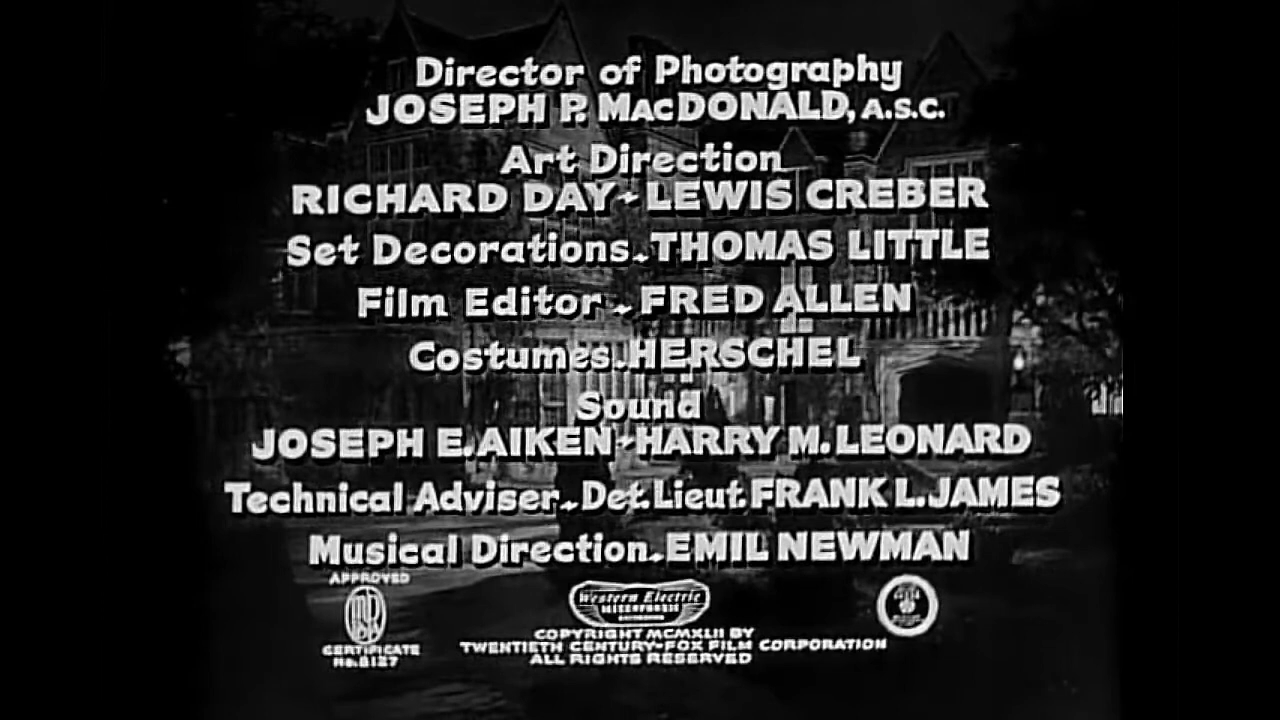 Director of Photography
JOSEPH P. MACDONALD, A.S.C.
Art Direction
RICHARD DAY - LEWIS CREBER
Set Decorations - THOMAS LITTLE
Film Editor - FRED ALLEN
Costumes - HERSCHEL
Sound
JOSEPH E. AIKEN - HARRY M. LEONARD
Technical Adviser - Det. Lieut. FRANK L. JAMES
Musical Direction - EMIL NEWMAN
APPROVED
CERTIFICATE
No. 8127
Western Electric
MIRROPHONIC
RECORDING
COPYRIGHT MCMXLII BY
TWENTIETH CENTURY-FOX FILM CORPORATION
ALL RIGHTS RESERVED